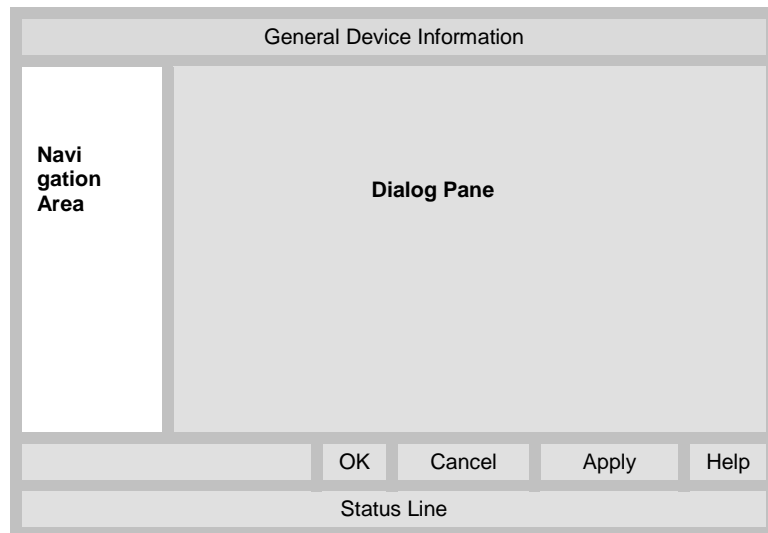 General Device Information
Navi
gation
Area
Dialog Pane
OK Cancel Apply Help
Status Line